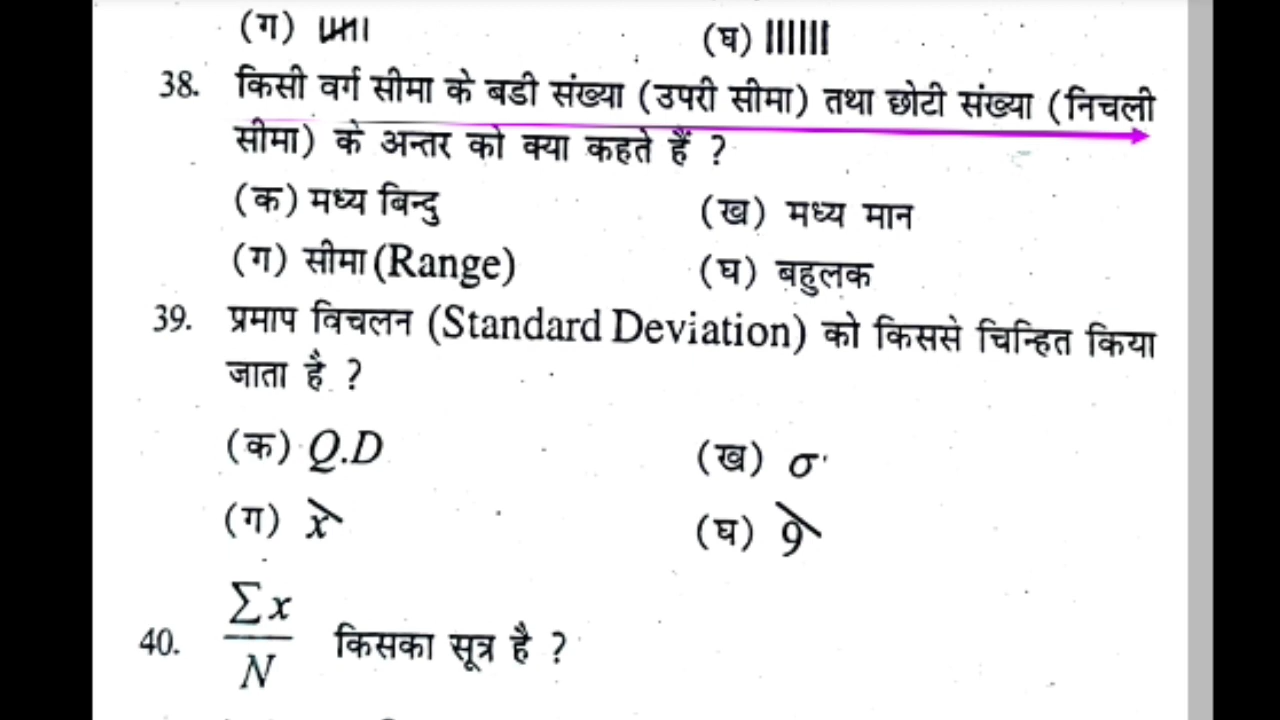 (ग) 𝍸 (घ) ||||||
38. किसी वर्ग सीमा के बडी संख्या (उपरी सीमा) तथा छोटी संख्या (निचली
सीमा) के अन्तर को क्या कहते हैं ?
(क) मध्य बिन्दु (ख) मध्य मान
(ग) सीमा (Range) (घ) बहुलक
39. प्रमाप विचलन (Standard Deviation) को किससे चिन्हित किया
जाता है ?
(क) Q.D (ख) σ
(ग) x (घ) 9
Σx
40. किसका सूत्र है ?
N